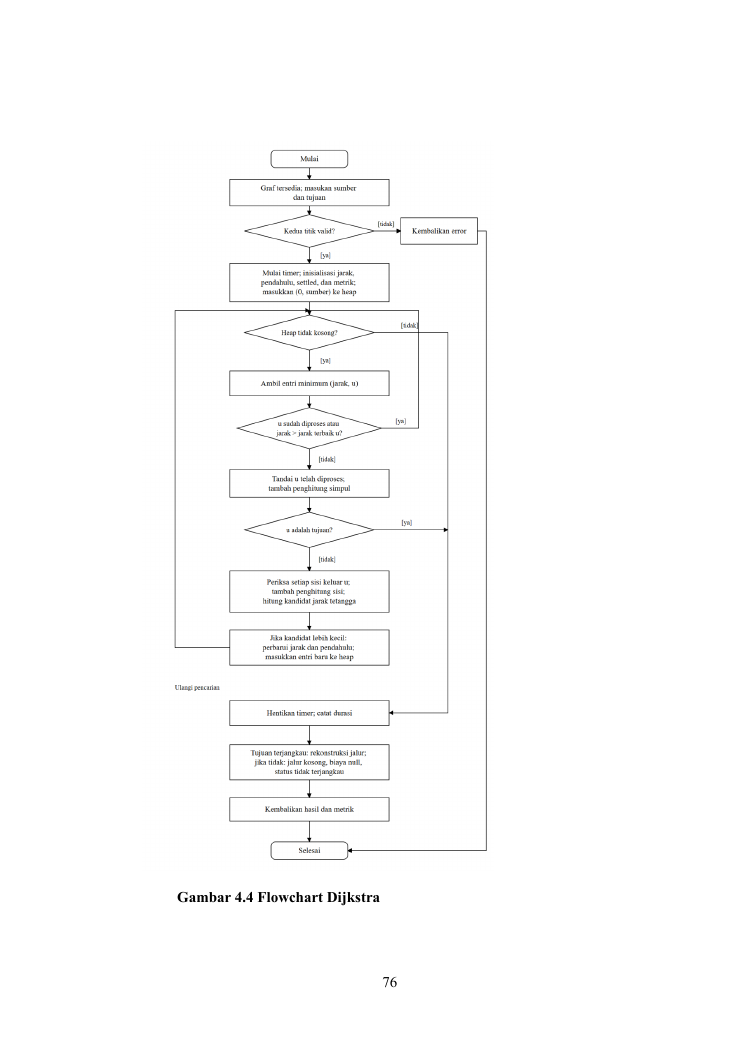 Mulai
Graf tersedia; masukan sumber
dan tujuan
Kedua titik valid?
[tidak]
Kembalikan error
[ya]
Mulai timer; inisialisasi jarak,
pendahulu, settled, dan metrik;
masukkan (0, sumber) ke heap
Heap tidak kosong?
[tidak]
[ya]
Ambil entri minimum (jarak, u)
u sudah diproses atau
jarak > jarak terbaik u?
[ya]
[tidak]
Tandai u telah diproses;
tambah penghitung simpul
u adalah tujuan?
[ya]
[tidak]
Periksa setiap sisi keluar u;
tambah penghitung sisi;
hitung kandidat jarak tetangga
Jika kandidat lebih kecil:
perbarui jarak dan pendahulu;
masukkan entri baru ke heap
Ulangi pencarian
Hentikan timer; catat durasi
Tujuan terjangkau: rekonstruksi jalur;
jika tidak: jalur kosong, biaya null,
status tidak terjangkau
Kembalikan hasil dan metrik
Selesai
Gambar 4.4 Flowchart Dijkstra
76